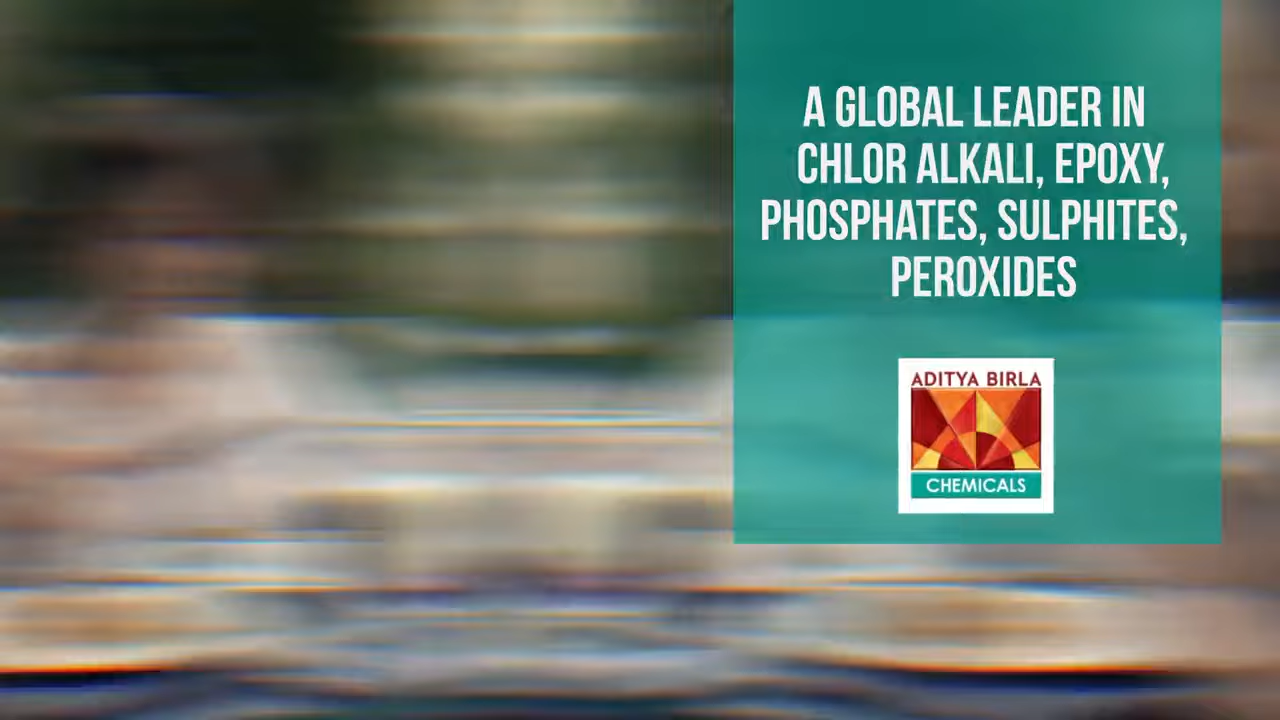 A GLOBAL LEADER IN
CHLOR ALKALI, EPOXY,
PHOSPHATES, SULPHITES,
PEROXIDES
ADITYA BIRLA
CHEMICALS